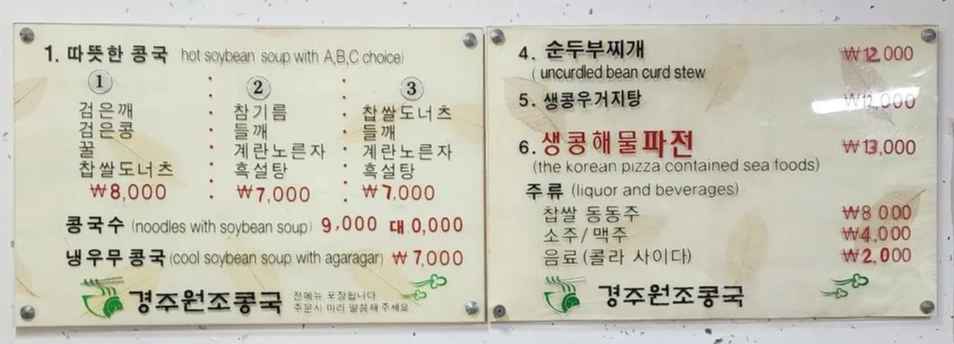 1. 따뜻한 콩국 hot soybean soup with A,B,C choice)
① ② ③
검은깨 참기름 찹쌀도너츠
검은콩 들깨 들깨
꿀 계란노른자 계란노른자
찹쌀도너츠 흑설탕 흑설탕
₩8,000 ₩7,000 ₩7,000
콩국수 (noodles with soybean soup) 9,000 대 0,000
냉우무 콩국 (cool soybean soup with agaragar) ₩7,000
경주원조콩국 전메뉴 포장됩니다
주문시 미리 말씀해 주세요
4. 순두부찌개 ₩12,000
( uncurdled bean curd stew
5. 생콩우거지탕 ₩12,000
6. 생콩해물파전 ₩13,000
(the korean pizza contained sea foods)
주류 (liquor and beverages)
찹쌀 동동주 ₩8 000
소주/맥주 ₩4,000
음료(콜라 사이다) ₩2,000
경주원조콩국